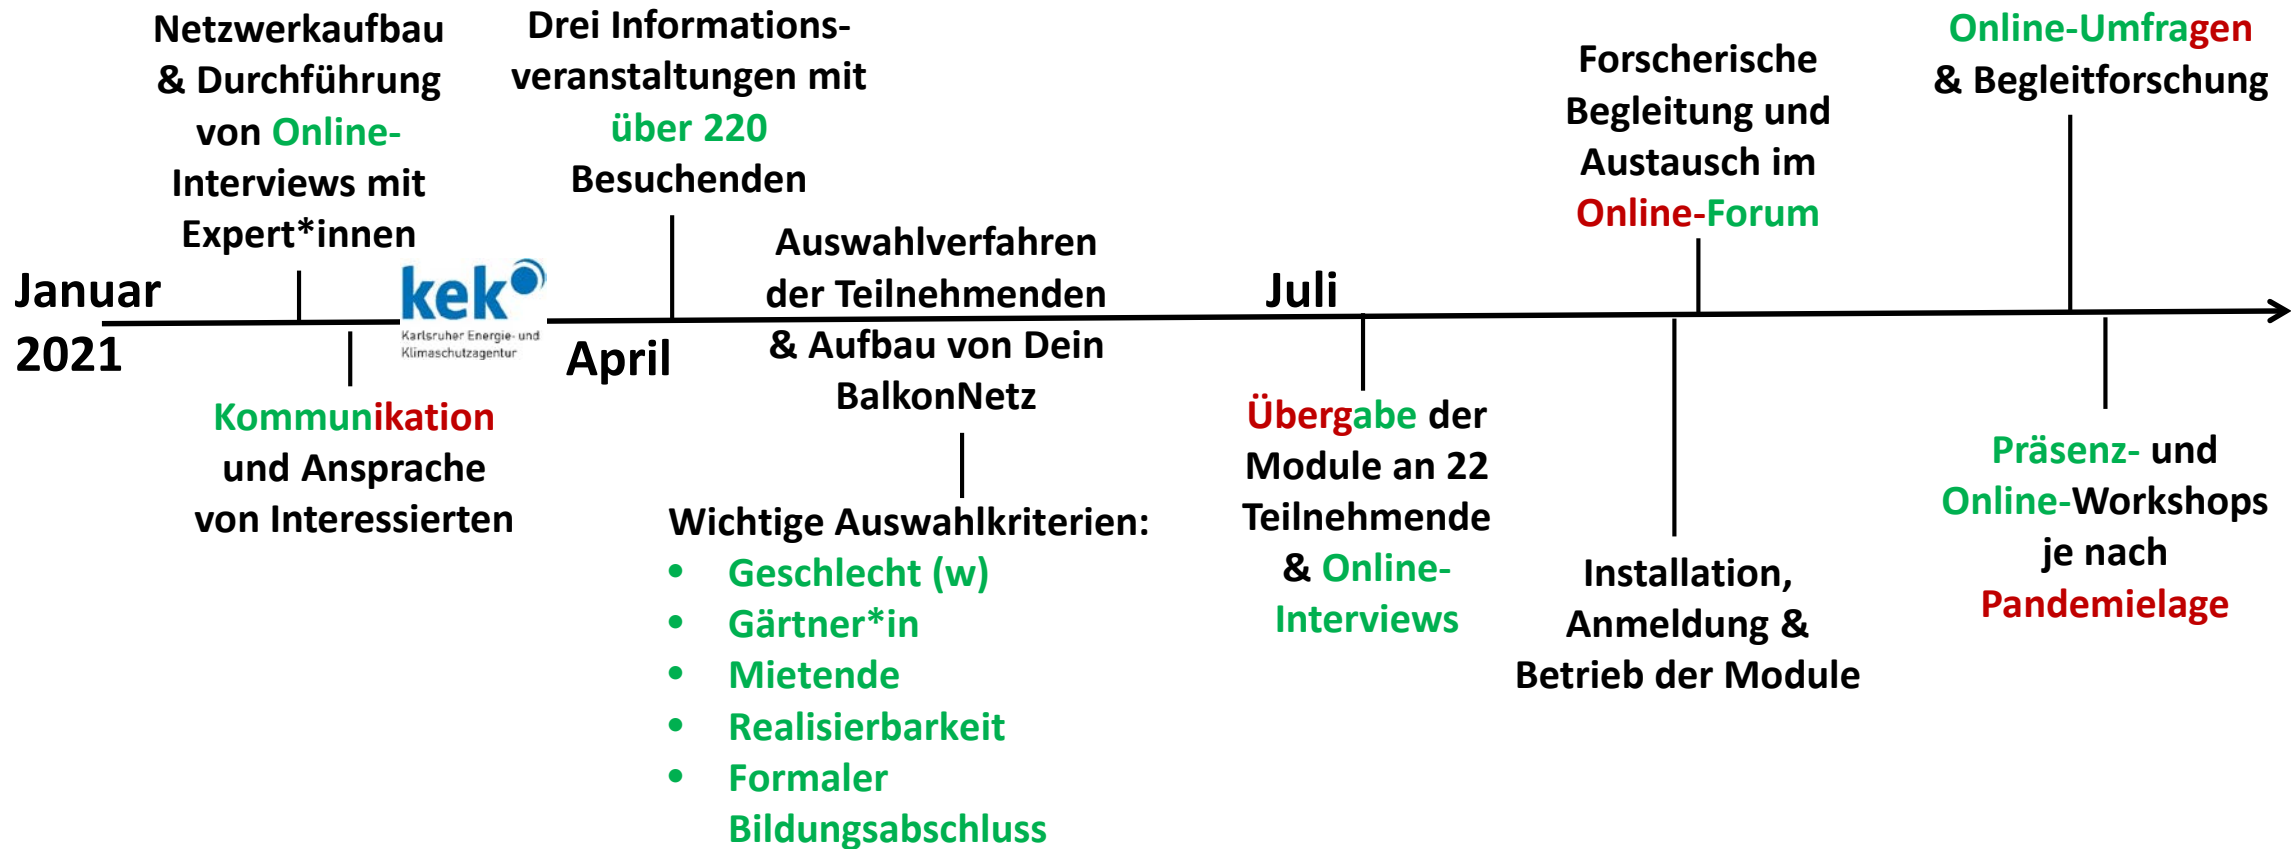 Netzwerkaufbau
& Durchführung
von Online-
Interviews mit
Expert*innen
Drei Informations-
veranstaltungen mit
über 220
Besuchenden
Forscherische
Begleitung und
Austausch im
Online-Forum
Online-Umfragen
& Begleitforschung
Januar
2021
kek
Karlsruher Energie- und
Klimaschutzagentur
April
Auswahlverfahren
der Teilnehmenden
& Aufbau von Dein
BalkonNetz
Juli
Kommunikation
und Ansprache
von Interessierten
Wichtige Auswahlkriterien:
• Geschlecht (w)
• Gärtner*in
• Mietende
• Realisierbarkeit
• Formaler
Bildungsabschluss
Übergabe der
Module an 22
Teilnehmende
& Online-
Interviews
Installation,
Anmeldung &
Betrieb der Module
Präsenz- und
Online-Workshops
je nach
Pandemielage